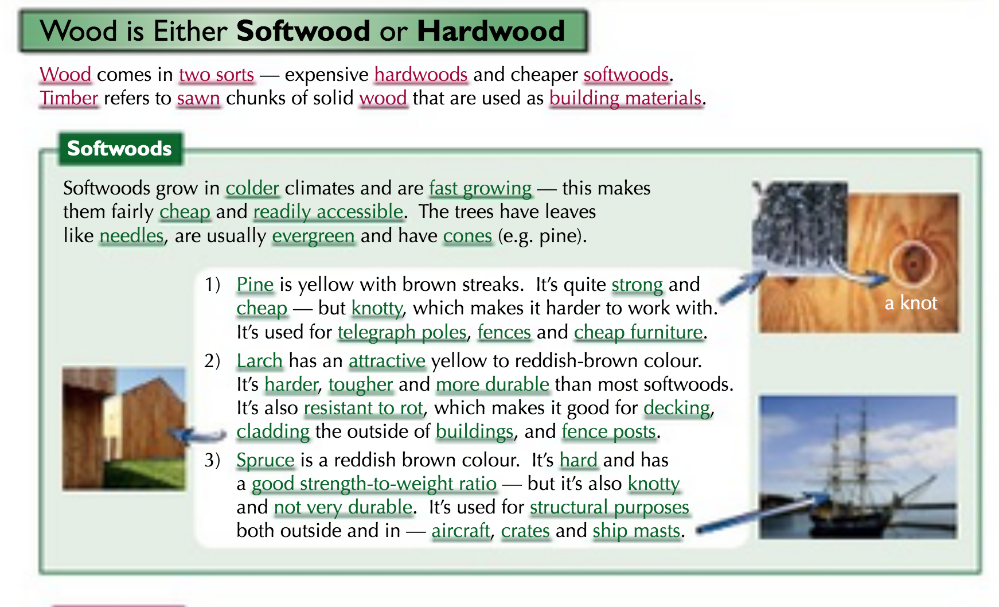 Wood is Either Softwood or Hardwood
Wood comes in two sorts — expensive hardwoods and cheaper softwoods.
Timber refers to sawn chunks of solid wood that are used as building materials.
Softwoods
Softwoods grow in colder climates and are fast growing — this makes
them fairly cheap and readily accessible. The trees have leaves
like needles, are usually evergreen and have cones (e.g. pine).
1) Pine is yellow with brown streaks. It's quite strong and
cheap — but knotty, which makes it harder to work with.
It's used for telegraph poles, fences and cheap furniture.
a knot
2) Larch has an attractive yellow to reddish-brown colour.
It's harder, tougher and more durable than most softwoods.
It's also resistant to rot, which makes it good for decking,
cladding the outside of buildings, and fence posts.
3) Spruce is a reddish brown colour. It's hard and has
a good strength-to-weight ratio — but it's also knotty
and not very durable. It's used for structural purposes
both outside and in — aircraft, crates and ship masts.